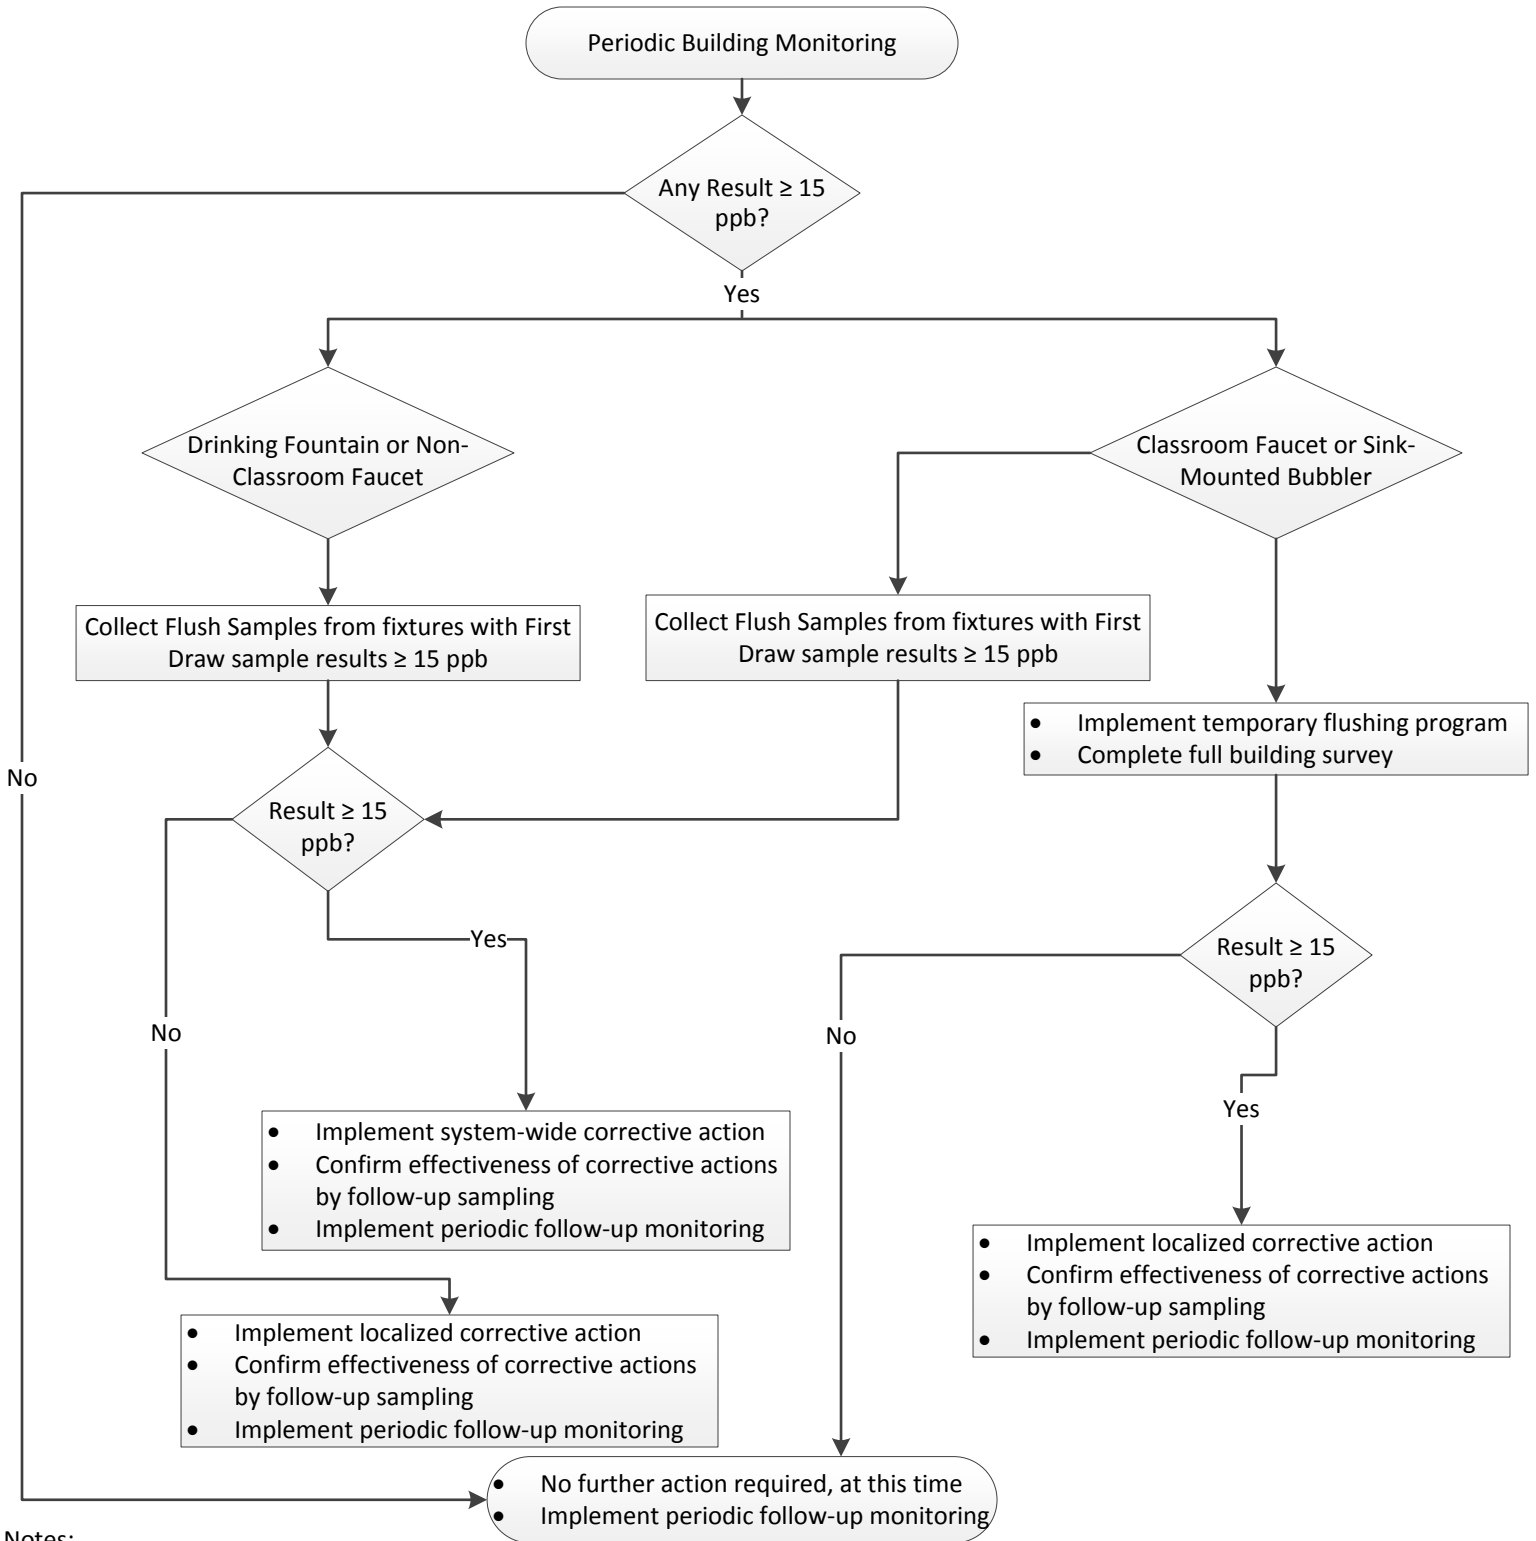 Periodic Building Monitoring
Any Result ≥ 15
ppb?
Yes
Drinking Fountain or Non-
Classroom Faucet
Classroom Faucet or Sink-
Mounted Bubbler
Collect Flush Samples from fixtures with First
Draw sample results ≥ 15 ppb
Collect Flush Samples from fixtures with First
Draw sample results ≥ 15 ppb
• Implement temporary flushing program
• Complete full building survey
No
Result ≥ 15
ppb?
Yes
Result ≥ 15
ppb?
No
No
Yes
• Implement system-wide corrective action
• Confirm effectiveness of corrective actions
by follow-up sampling
• Implement periodic follow-up monitoring
• Implement localized corrective action
• Confirm effectiveness of corrective actions
by follow-up sampling
• Implement periodic follow-up monitoring
• Implement localized corrective action
• Confirm effectiveness of corrective actions
by follow-up sampling
• Implement periodic follow-up monitoring
• No further action required, at this time
• Implement periodic follow-up monitoring
Notes: